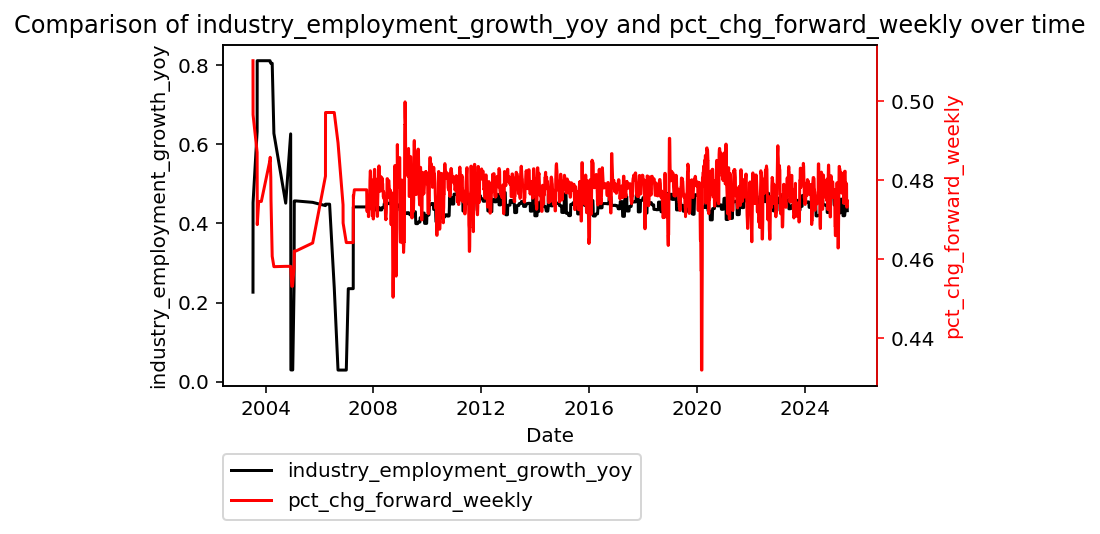 Comparison of industry_employment_growth_yoy and pct_chg_forward_weekly over time
industry_employment_growth_yoy
0.8
0.6
0.4
0.2
0.0
0.50
0.48
0.46
0.44
pct_chg_forward_weekly
2004 2008 2012 2016 2020 2024
Date
industry_employment_growth_yoy
pct_chg_forward_weekly